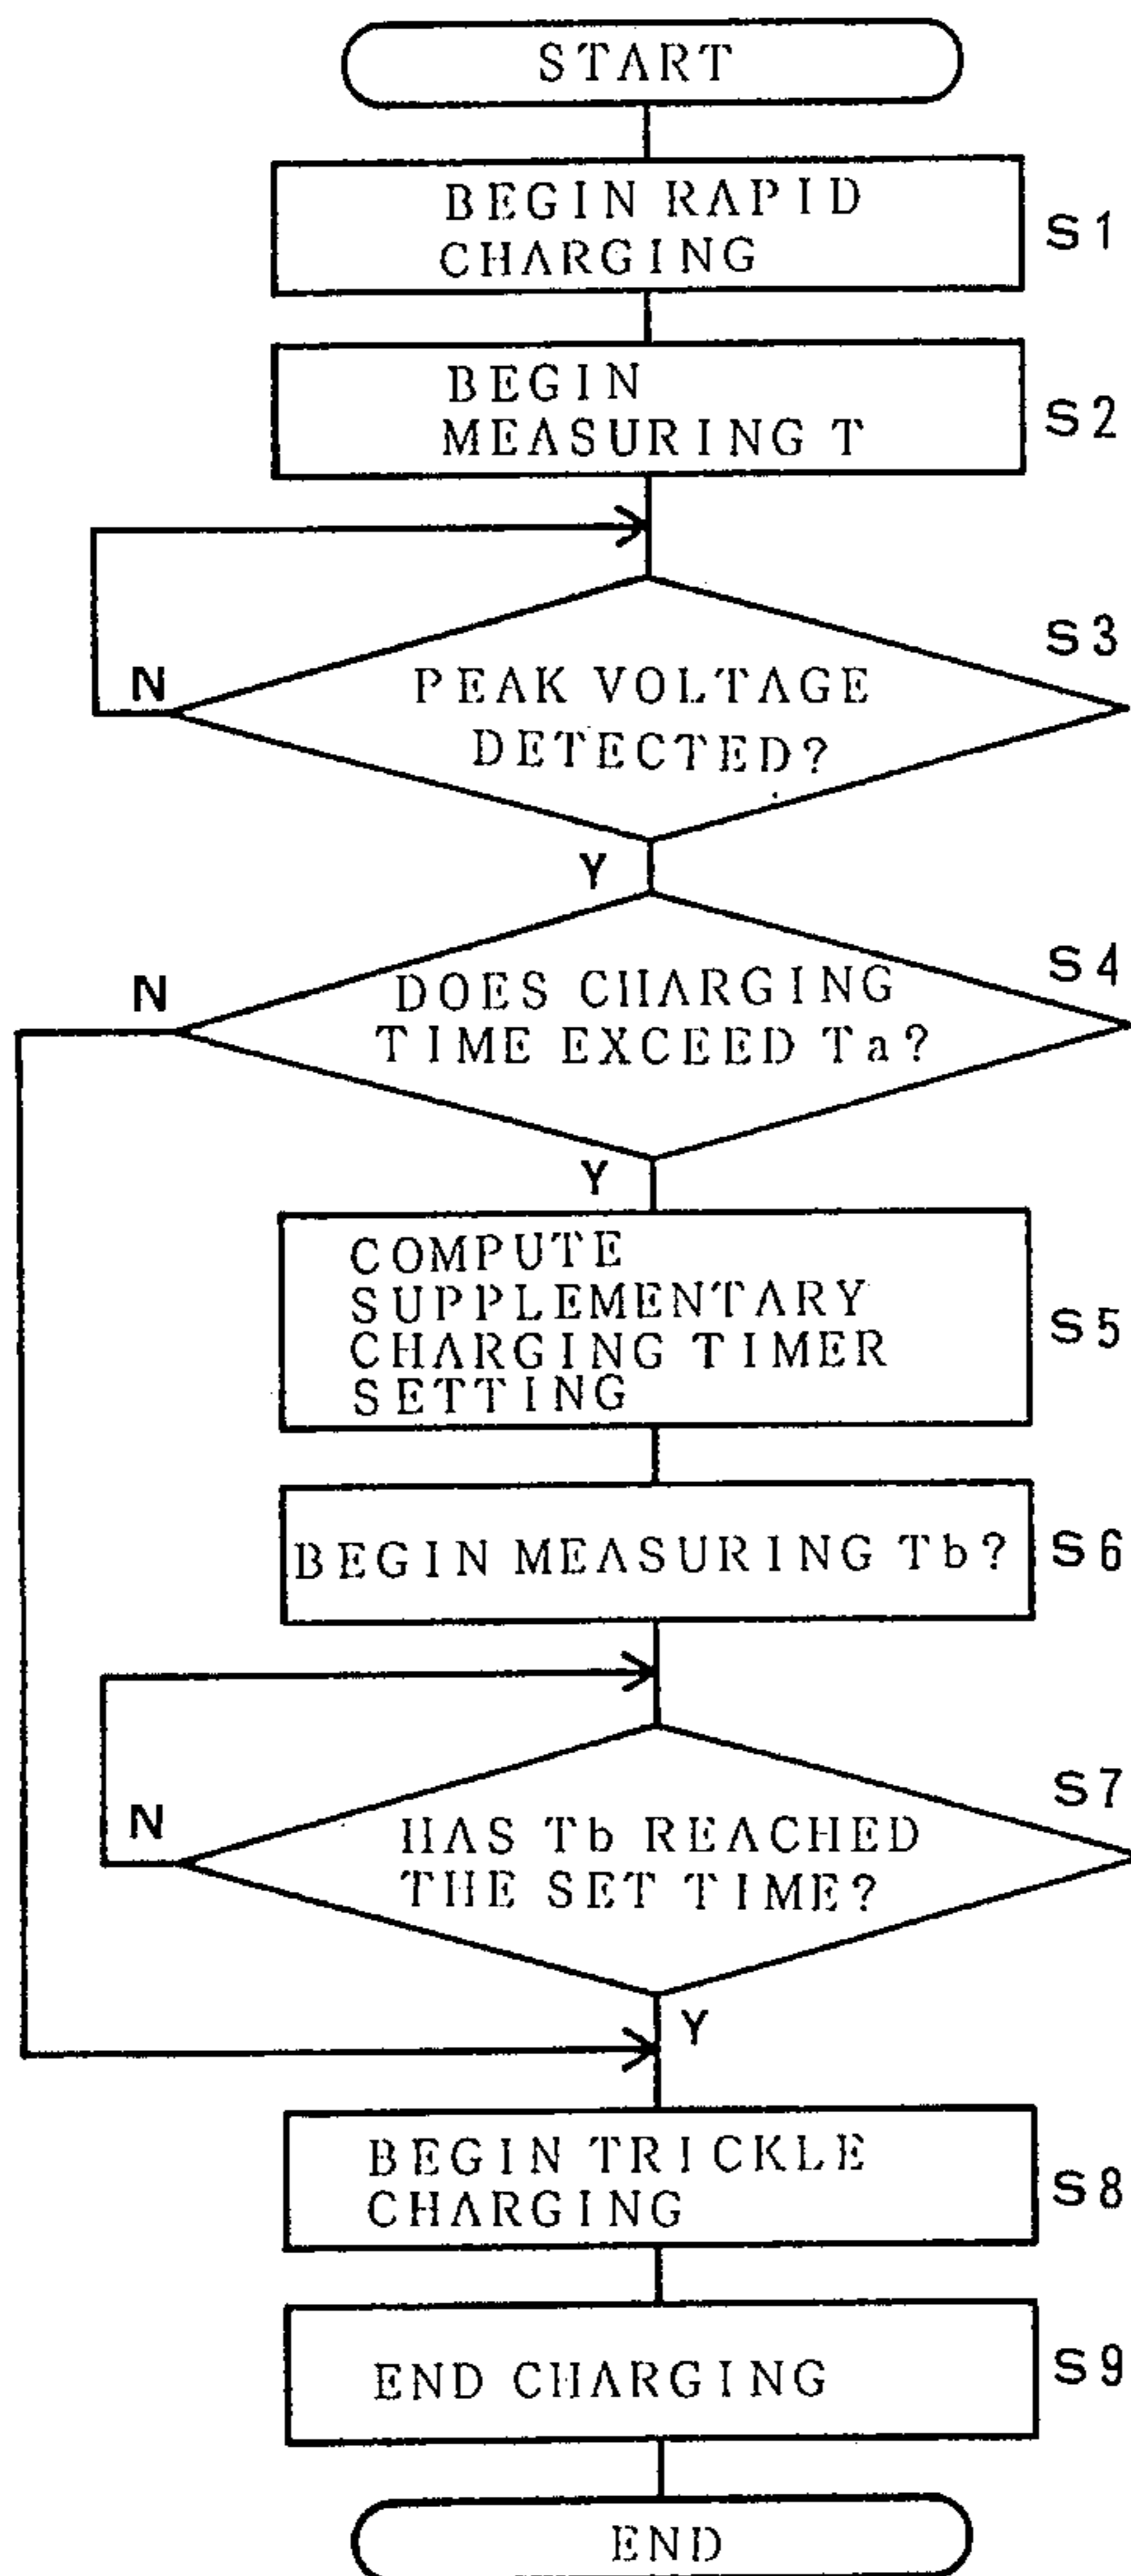 START
BEGIN RAPID
CHARGING
S1
BEGIN
MEASURING T
S2
S3
N
PEAK VOLTAGE
DETECTED?
Y
S4
N
DOES CHARGING
TIME EXCEED Ta?
Y
COMPUTE
SUPPLEMENTARY
CHARGING TIMER
SETTING
S5
BEGIN MEASURING Tb?
S6
S7
N
HAS Tb REACHED
THE SET TIME?
Y
BEGIN TRICKLE
CHARGING
S8
END CHARGING
S9
END